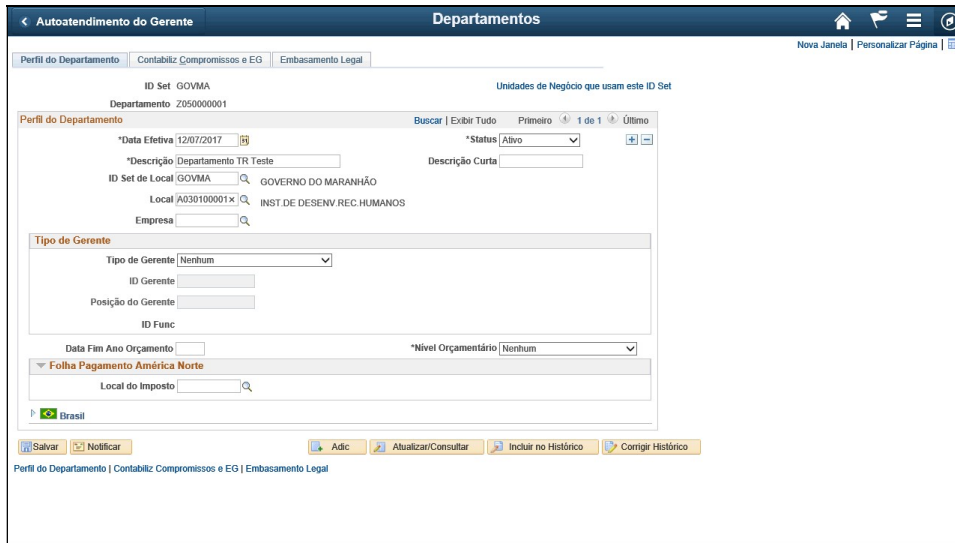 Autoatendimento do Gerente
Departamentos
Nova Janela | Personalizar Página |
Perfil do Departamento
Contabiliz Compromissos e EG
Embasamento Legal
ID Set GOVMA
Unidades de Negócio que usam este ID Set
Departamento Z050000001
Perfil do Departamento
Buscar | Exibir Tudo
Primeiro 1 de 1 Último
*Data Efetiva 12/07/2017
*Status Ativo
*Descrição Departamento TR Teste
Descrição Curta
ID Set de Local GOVMA
GOVERNO DO MARANHÃO
Local A030100001×
INST.DE DESENV.REC.HUMANOS
Empresa
Tipo de Gerente
Tipo de Gerente Nenhum
ID Gerente
Posição do Gerente
ID Func
Data Fim Ano Orçamento
*Nível Orçamentário Nenhum
Folha Pagamento América Norte
Local do Imposto
Brasil
Salvar
Notificar
Adic
Atualizar/Consultar
Incluir no Histórico
Corrigir Histórico
Perfil do Departamento | Contabiliz Compromissos e EG | Embasamento Legal